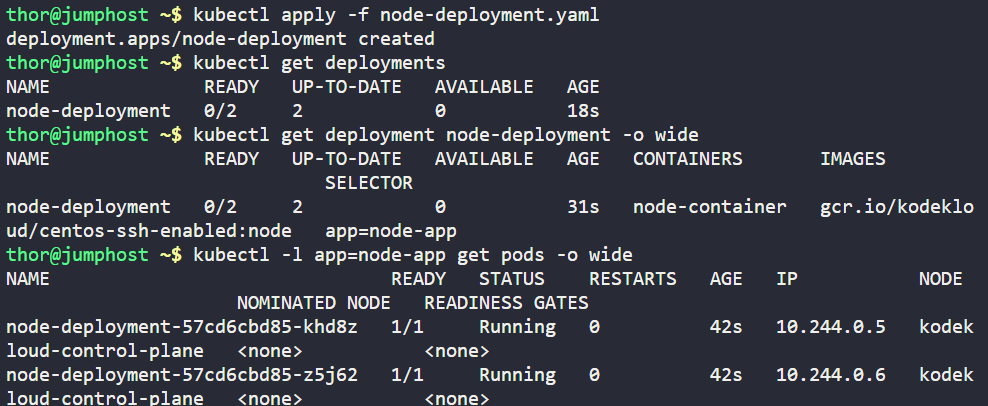 thor@jumphost ~$ kubectl apply -f node-deployment.yaml
deployment.apps/node-deployment created
thor@jumphost ~$ kubectl get deployments
NAME              READY   UP-TO-DATE   AVAILABLE   AGE
node-deployment   0/2     2            0           18s
thor@jumphost ~$ kubectl get deployment node-deployment -o wide
NAME              READY   UP-TO-DATE   AVAILABLE   AGE   CONTAINERS       IMAGES
                          SELECTOR
node-deployment   0/2     2            0           31s   node-container   gcr.io/kodeklo
ud/centos-ssh-enabled:node   app=node-app
thor@jumphost ~$ kubectl -l app=node-app get pods -o wide
NAME                               READY   STATUS    RESTARTS   AGE   IP           NODE
                   NOMINATED NODE   READINESS GATES
node-deployment-57cd6cbd85-khd8z   1/1     Running   0          42s   10.244.0.5   kodek
loud-control-plane   <none>           <none>
node-deployment-57cd6cbd85-z5j62   1/1     Running   0          42s   10.244.0.6   kodek
loud-control-plane   <none>           <none>